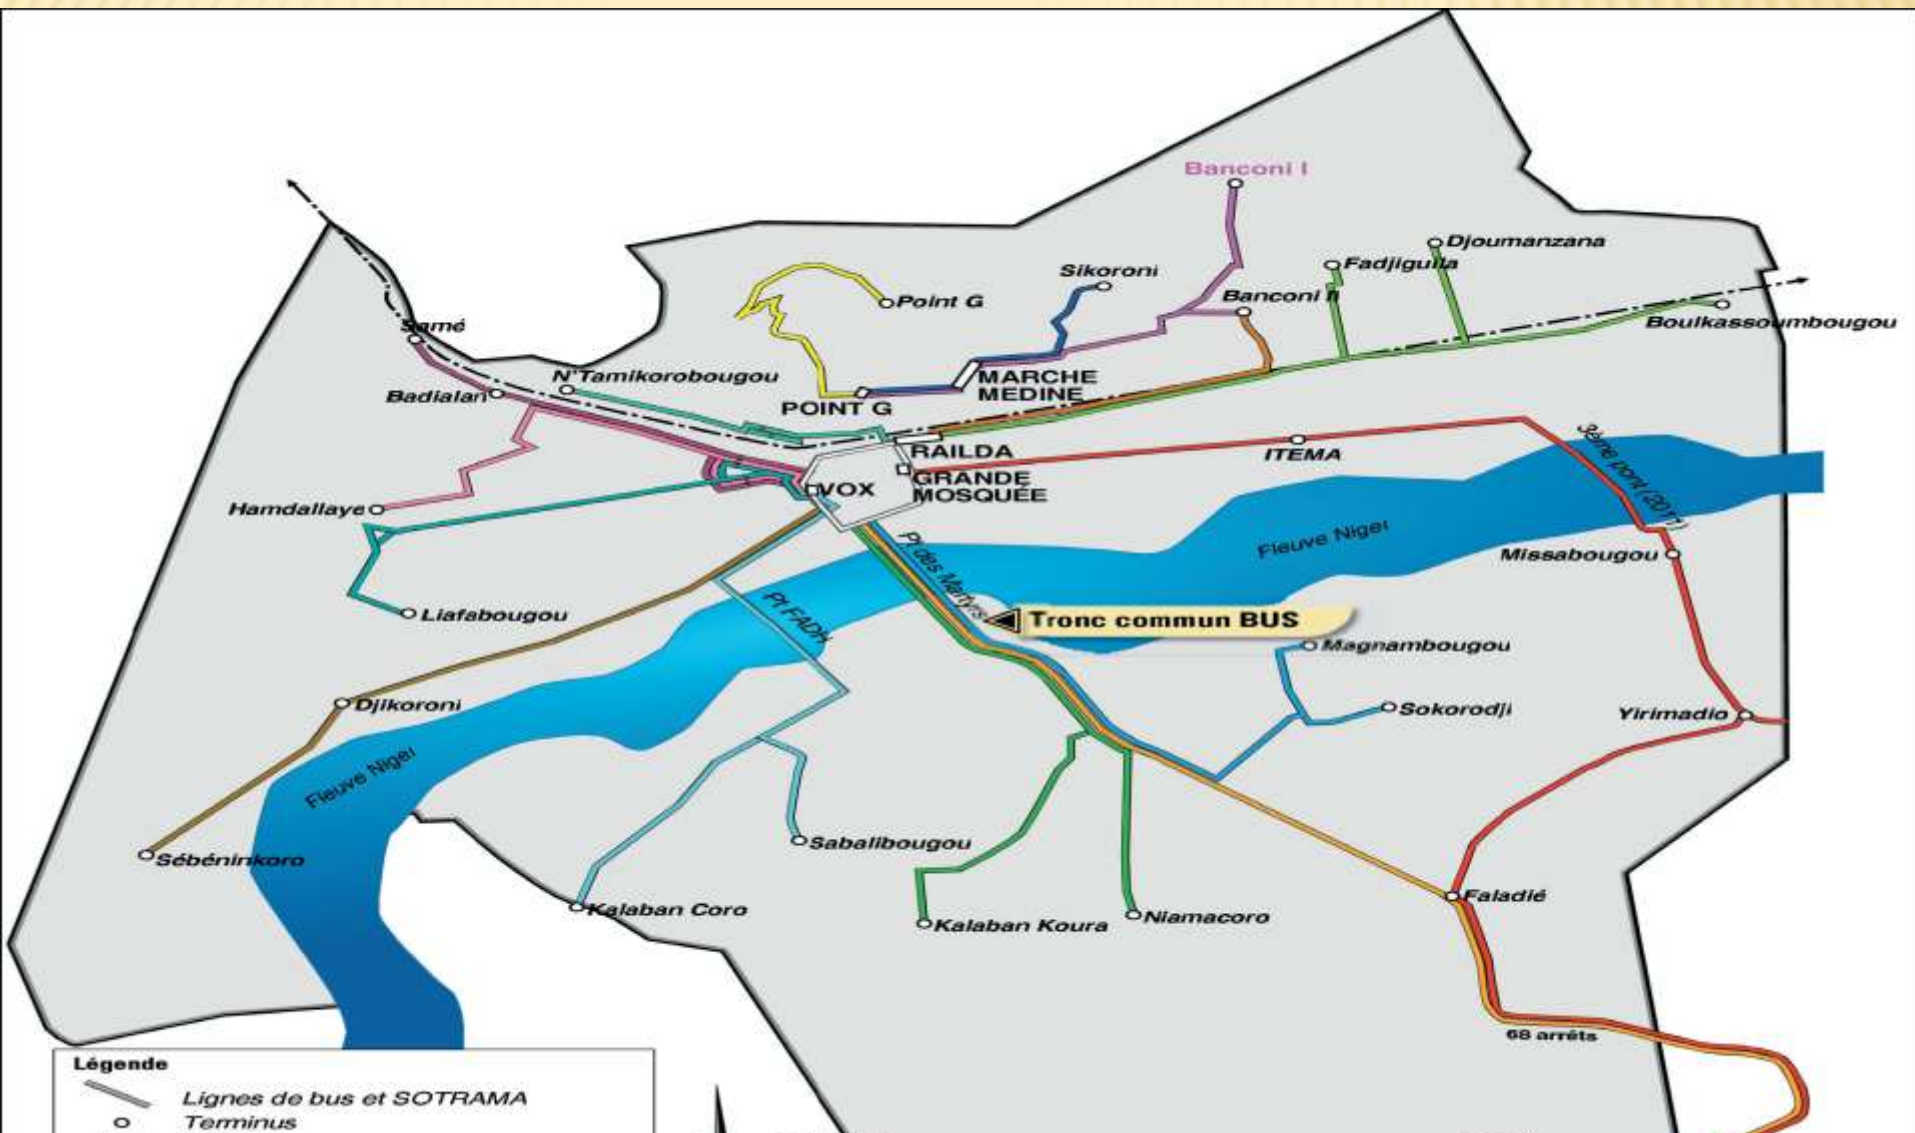 Banconi I
Djoumanzana
Fadjiguila
Sikoroni
Banconi II
Point G
Boulkassoumbougou
Samé
N'Tamikorobougou
Badialan
MARCHE
MEDINE
POINT G
RAILDA
ITEMA
GRANDE
MOSQUÉE
VOX
3ème pont (2011)
Hamdallaye
Pt des Martyrs
Fleuve Niger
Missabougou
Liafabougou
Pt FADH
Tronc commun BUS
Magnambougou
Djikoroni
Sokorodji
Yirimadio
Fleuve Niger
Sabalibougou
Sébéninkoro
Faladié
Kalaban Coro
Kalaban Koura
Niamacoro
68 arrêts
Légende
Lignes de bus et SOTRAMA
Terminus